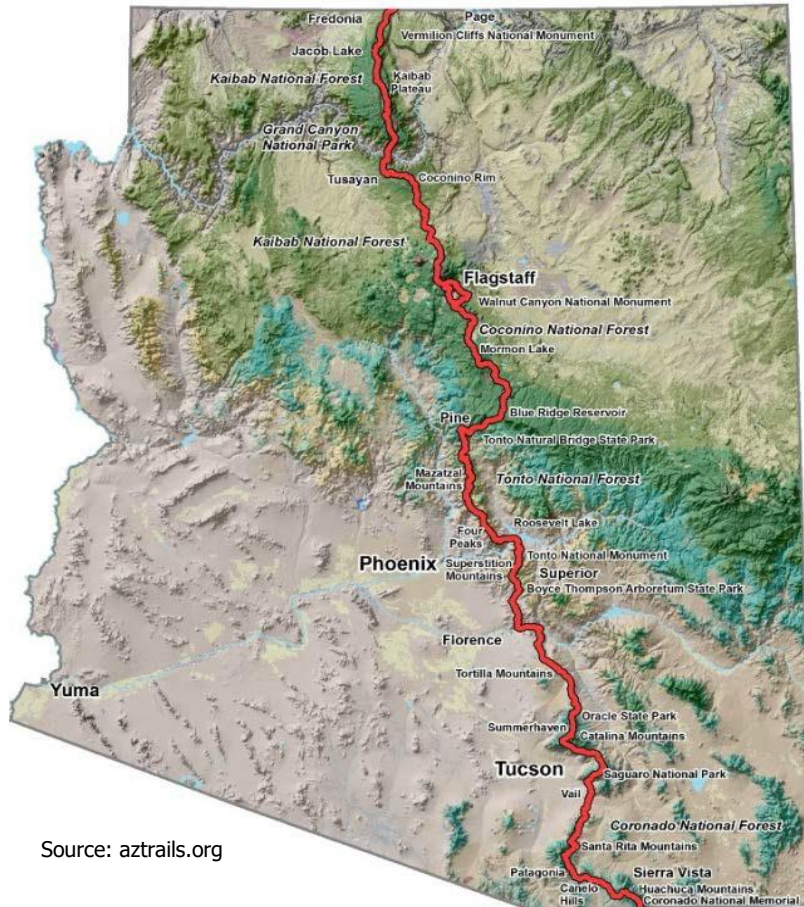 Fredonia
Page
Vermilion Cliffs National Monument
Jacob Lake
Kaibab National Forest
Kaibab
Plateau
Grand Canyon
National Park
Tusayan
Coconino Rim
Kaibab National Forest
Flagstaff
Walnut Canyon National Monument
Coconino National Forest
Mormon Lake
Blue Ridge Reservoir
Pine
Tonto Natural Bridge State Park
Mazatzal
Mountains
Tonto National Forest
Roosevelt Lake
Four
Peaks
Tonto National Monument
Phoenix
Superstition
Mountains
Superior
Boyce Thompson Arboretum State Park
Florence
Tortilla Mountains
Yuma
Oracle State Park
Summerhaven
Catalina Mountains
Tucson
Saguaro National Park
Vail
Coronado National Forest
Source: aztrails.org
Santa Rita Mountains
Patagonia
Sierra Vista
Canelo
Hills
Huachuca Mountains
Coronado National Memorial